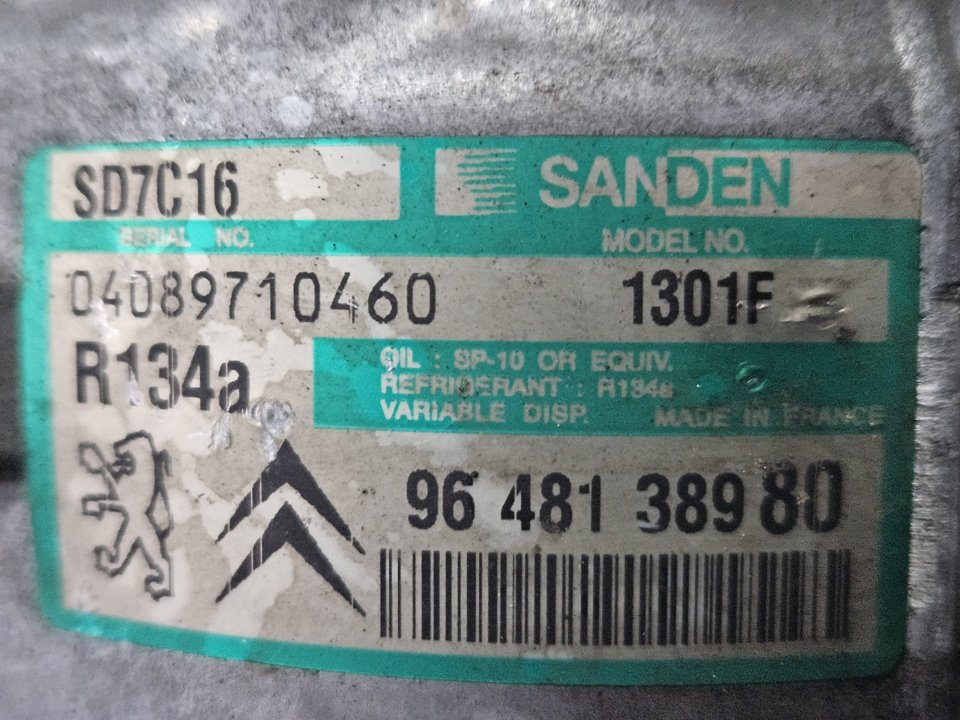 SD7C16
SANDEN
SERIAL NO.
MODEL NO.
04089710460
1301F
R134a
OIL : SP-10 OR EQUIV.
REFRIGERANT : R134a
VARIABLE DISP.
MADE IN FRANCE
96 481 389 80